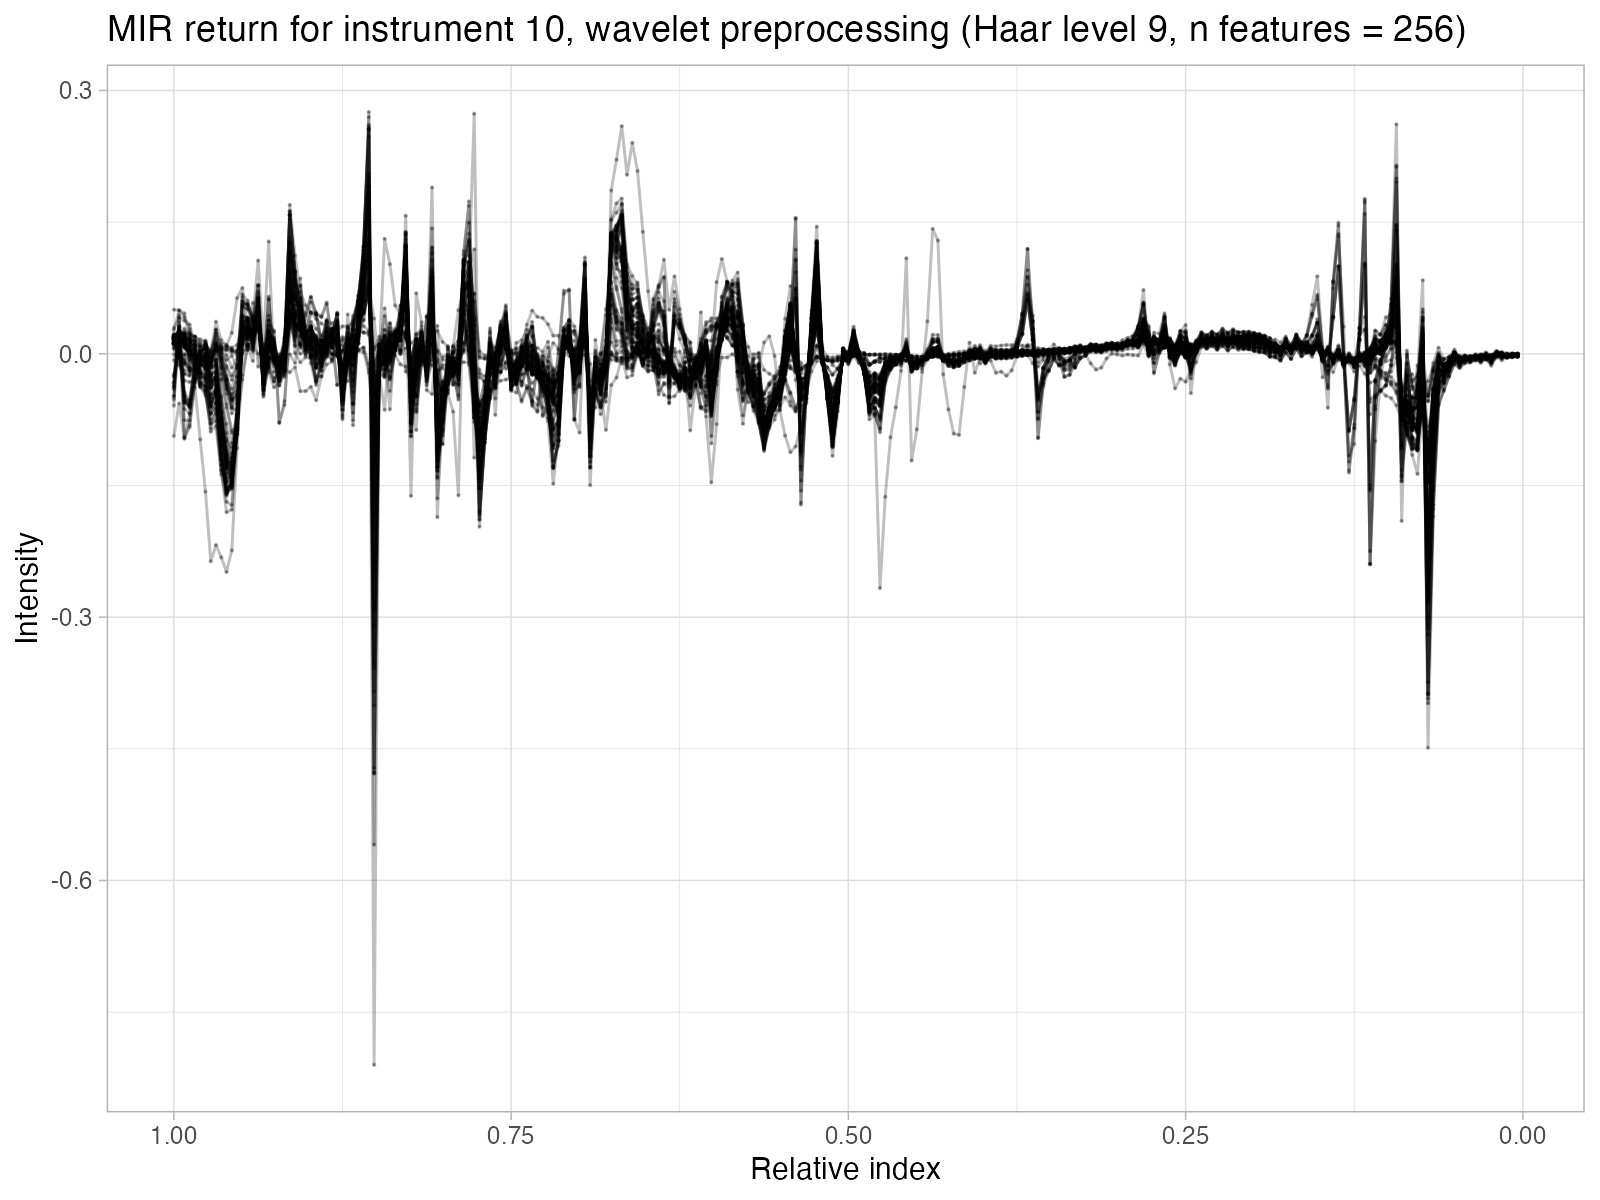 MIR return for instrument 10, wavelet preprocessing (Haar level 9, n features = 256)
0.3
0.0
-0.3
-0.6
Intensity
1.00 0.75 0.50 0.25 0.00
Relative index